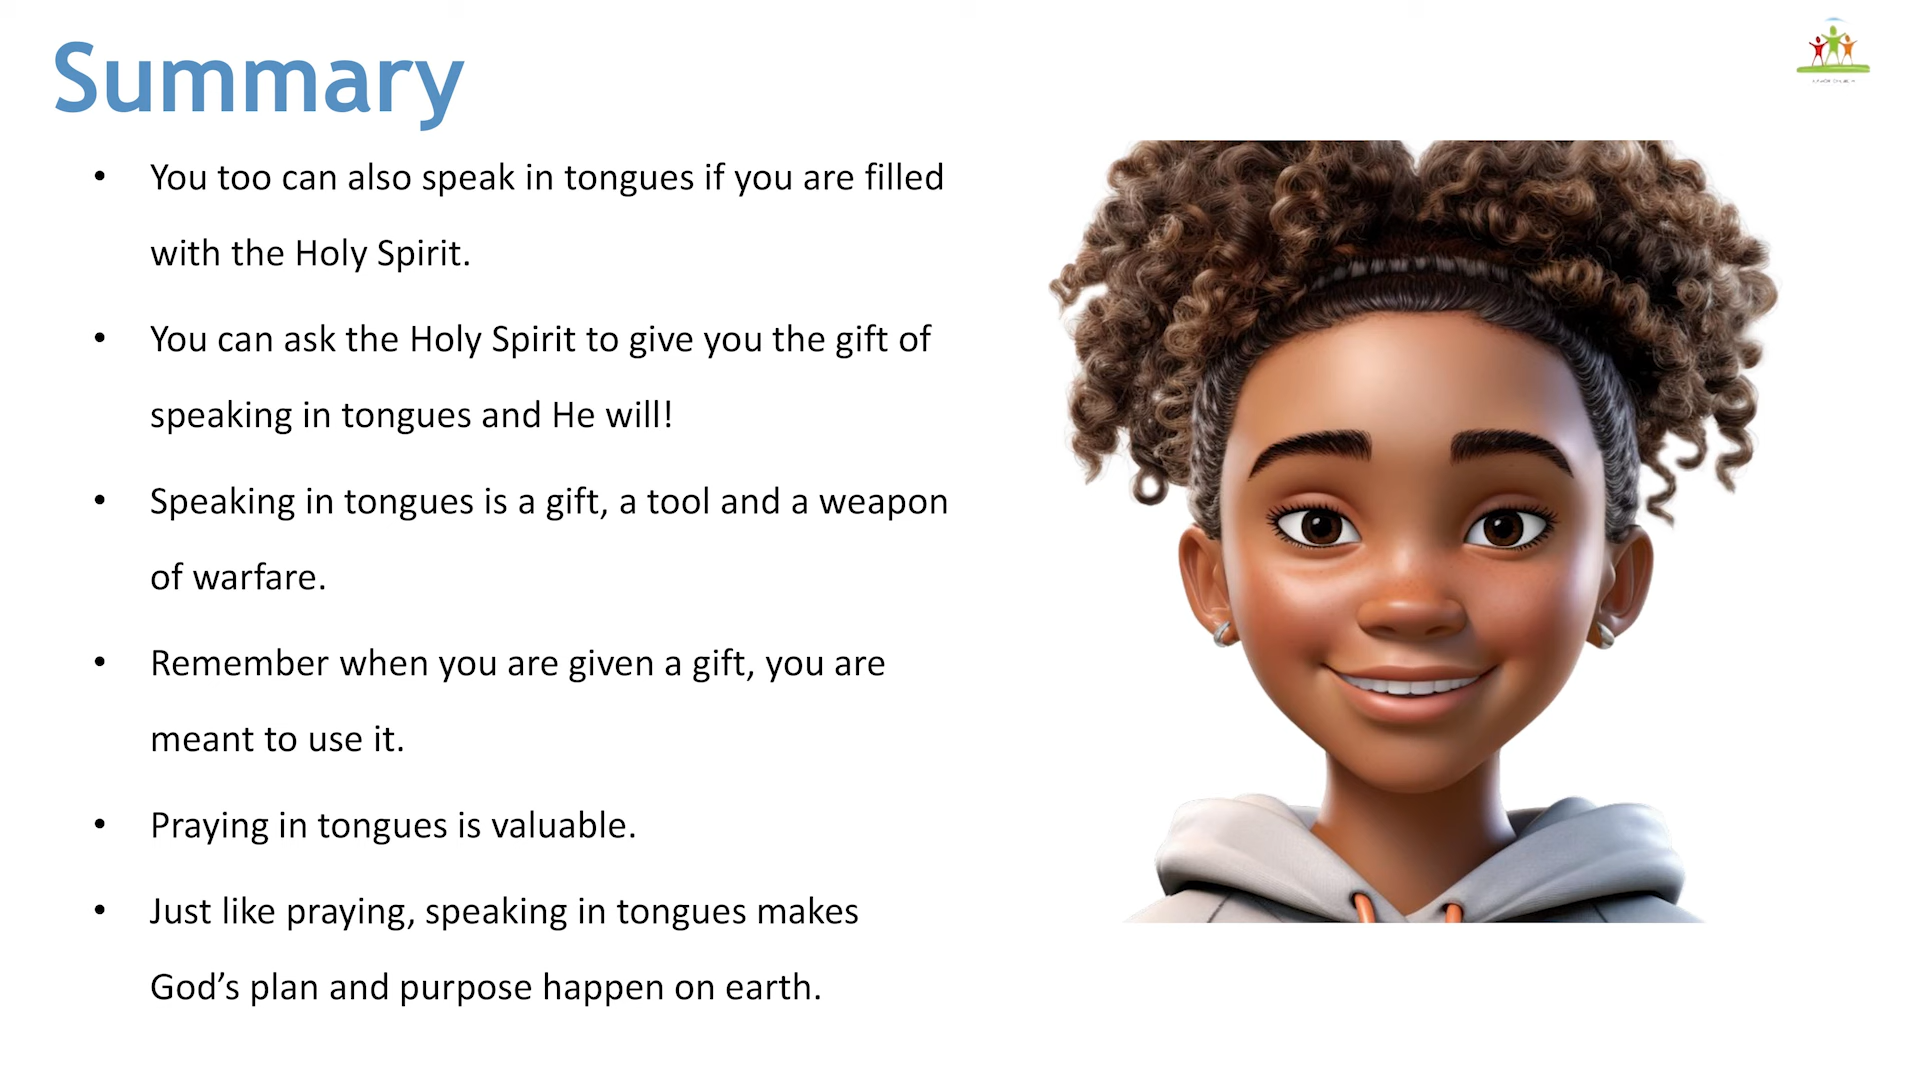 Summary
• You too can also speak in tongues if you are filled
with the Holy Spirit.
• You can ask the Holy Spirit to give you the gift of
speaking in tongues and He will!
• Speaking in tongues is a gift, a tool and a weapon
of warfare.
• Remember when you are given a gift, you are
meant to use it.
• Praying in tongues is valuable.
• Just like praying, speaking in tongues makes
God’s plan and purpose happen on earth.